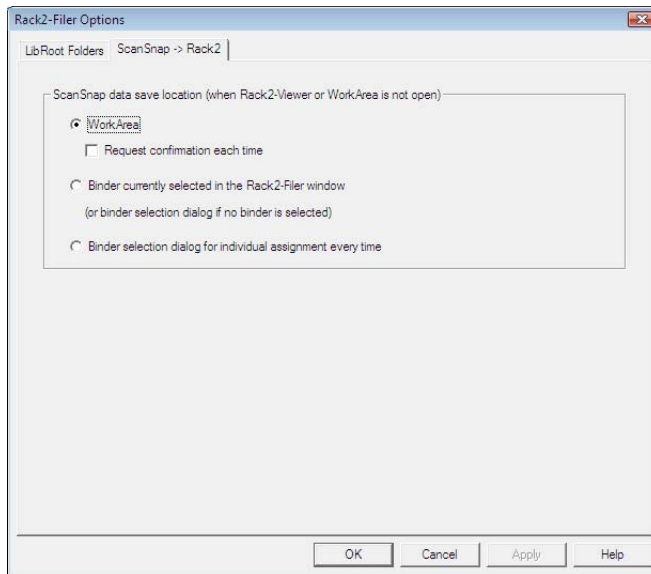 Rack2-Filer Options
LibRoot Folders
ScanSnap -> Rack2
ScanSnap data save location (when Rack2-Viewer or WorkArea is not open)
WorkArea
Request confirmation each time
Binder currently selected in the Rack2-Filer window
(or binder selection dialog if no binder is selected)
Binder selection dialog for individual assignment every time
OK
Cancel
Apply
Help